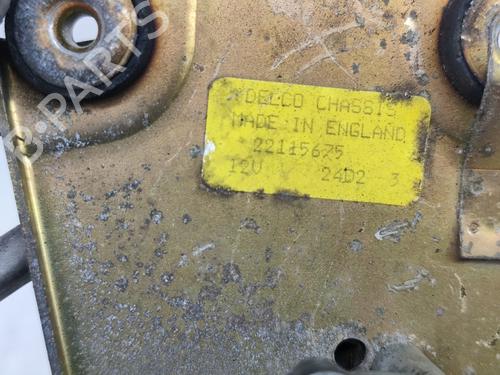 DELCO CHASSIS
MADE IN ENGLAND
22115675
12V 24D2 3
B-PARTS